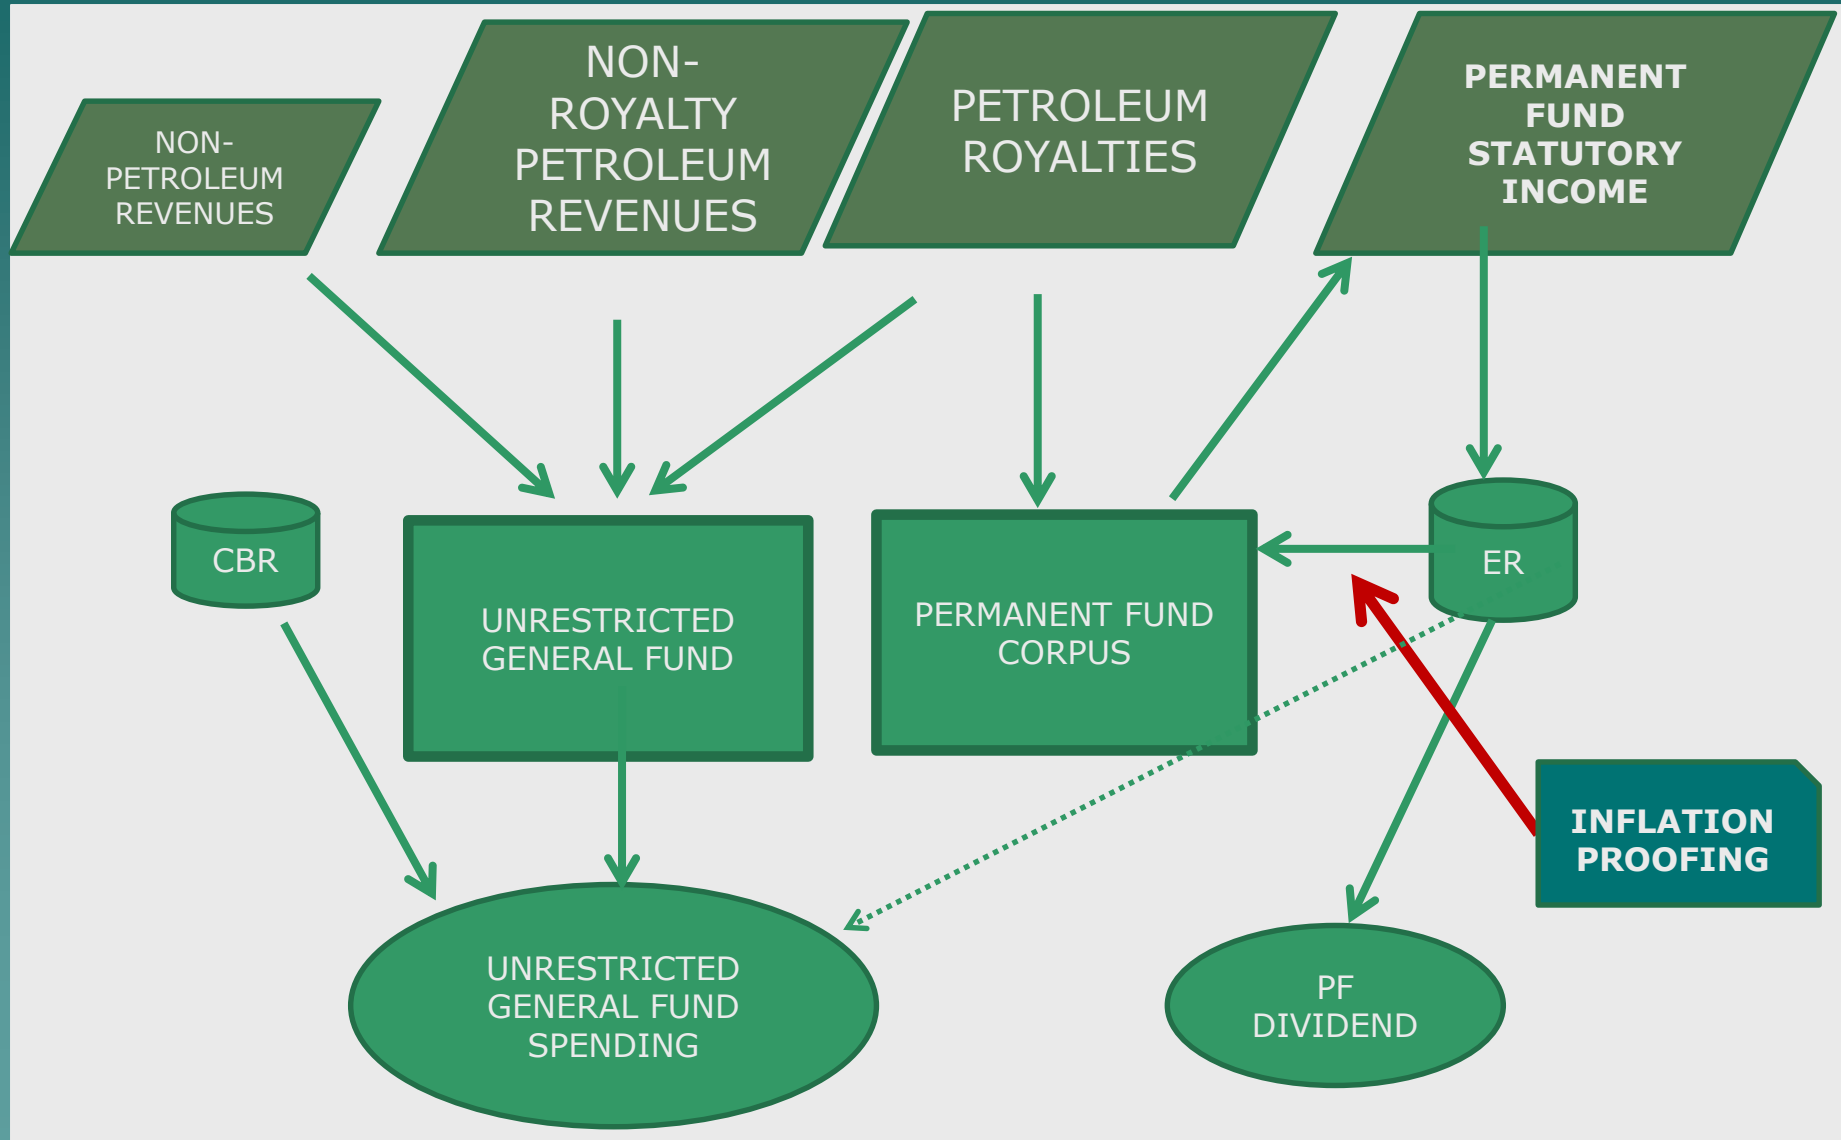 NON-
PETROLEUM
REVENUES
NON-
ROYALTY
PETROLEUM
REVENUES
PETROLEUM
ROYALTIES
PERMANENT
FUND
STATUTORY
INCOME
CBR
UNRESTRICTED
GENERAL FUND
PERMANENT FUND
CORPUS
ER
INFLATION
PROOFING
UNRESTRICTED
GENERAL FUND
SPENDING
PF
DIVIDEND